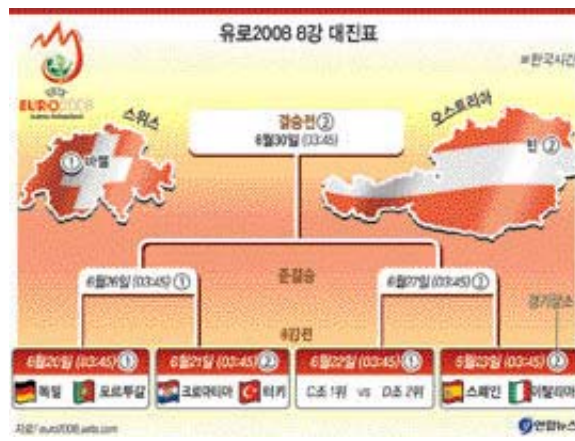 유로2008 8강 대진표
※한국시간
EURO2008
스위스
오스트리아
결승전②
6월30일 (03:45)
① 바젤
빈 ②
6월26일 (03:45) ①
준결승
6월27일 (03:45) ②
경기장소
8강전
6월20일 (03:45) ①
6월21일 (03:45) ②
6월22일 (03:45) ①
6월23일 (03:45) ②
독일 포르투갈
크로아티아 터키
C조 1위 vs D조 2위
스페인 이탈리아
자료/ euro2008.uefa.com
연합뉴스